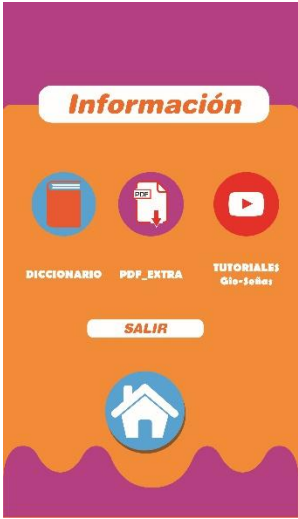 Información
PDF
DICCIONARIO
PDF_EXTRA
TUTORIALES
Gio-Señas
SALIR